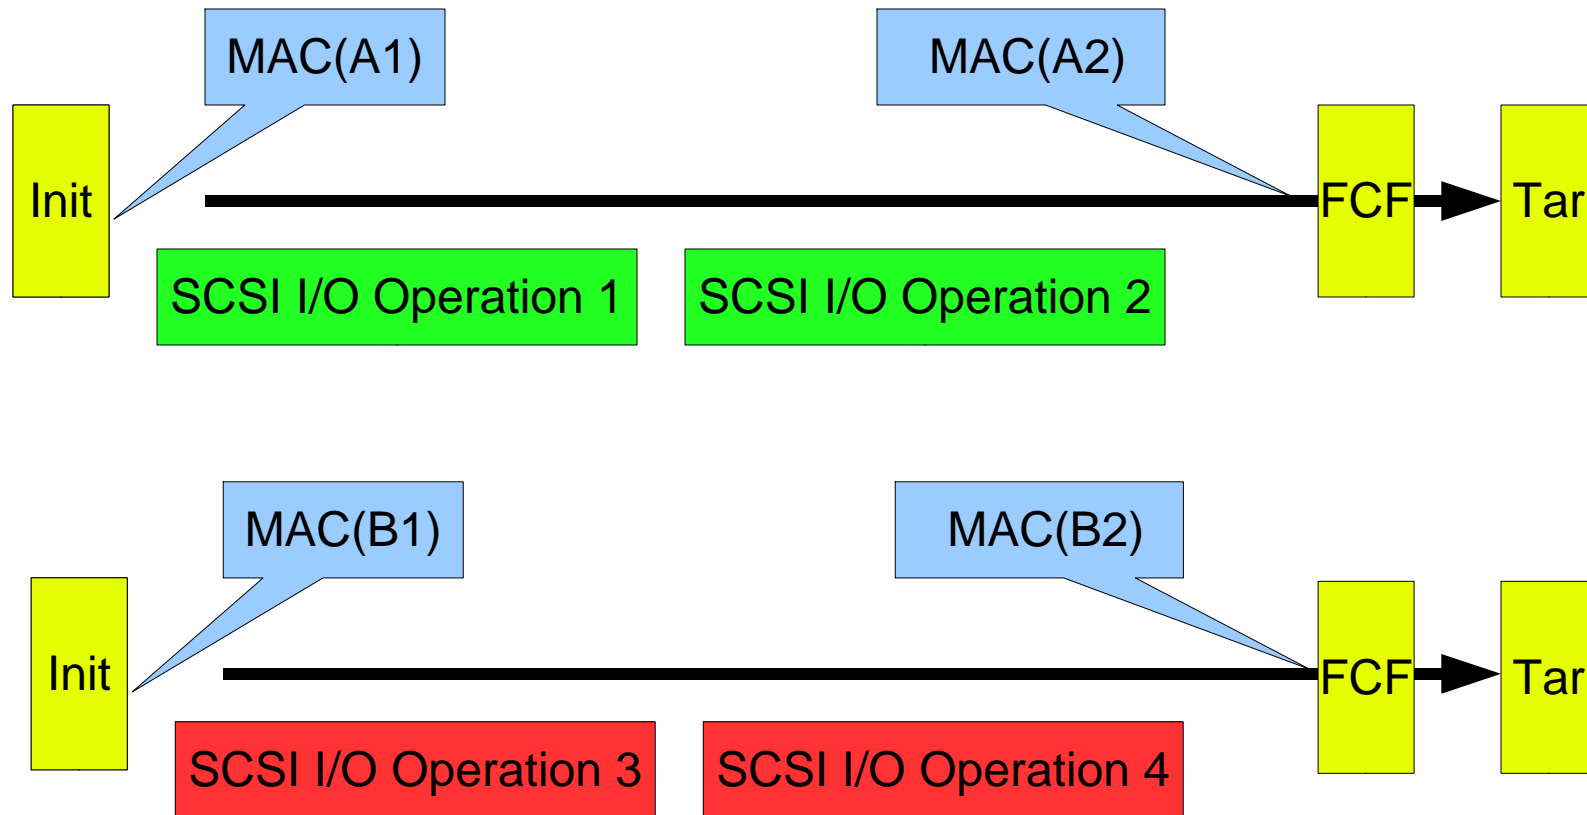 MAC(A1)
MAC(A2)
Init
FCF
Tar
SCSI I/O Operation 1
SCSI I/O Operation 2
MAC(B1)
MAC(B2)
Init
FCF
Tar
SCSI I/O Operation 3
SCSI I/O Operation 4